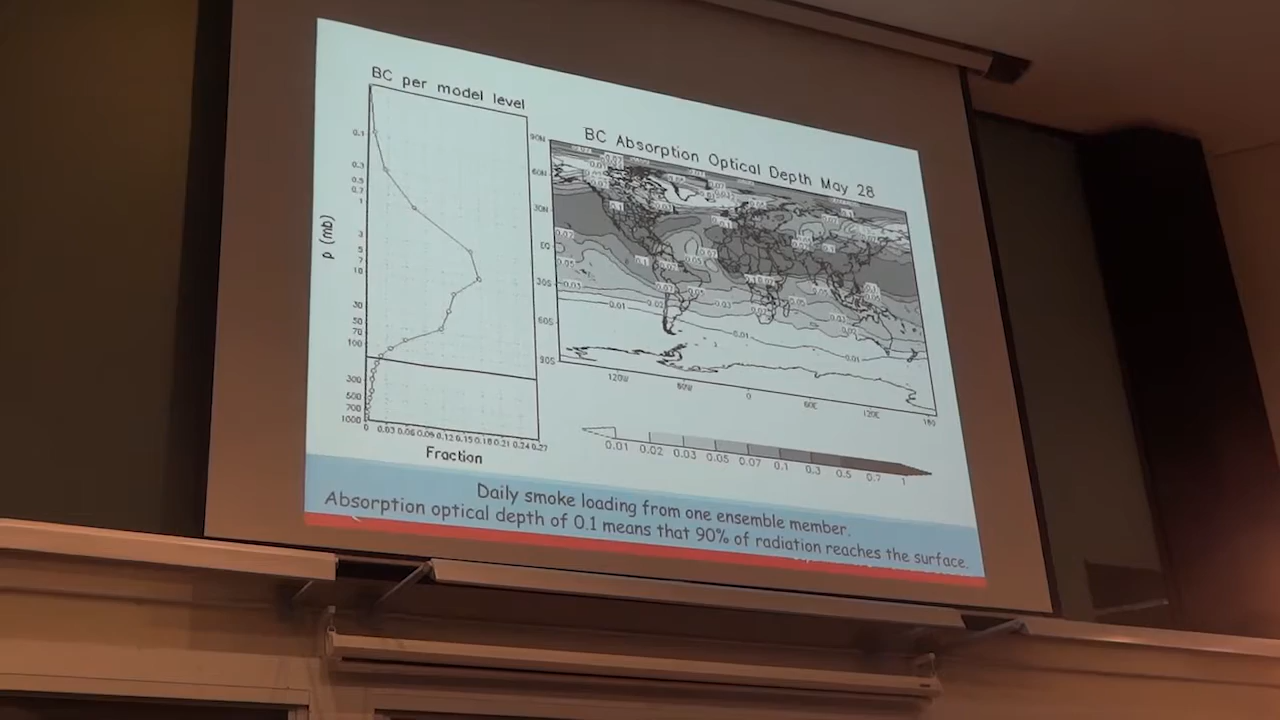 BC per model level
0.1
0.3
0.5
0.7
1
3
5
7
10
30
50
70
100
300
500
700
1000
p (mb)
0 0.03 0.06 0.09 0.12 0.15 0.18 0.21 0.24 0.27
Fraction
BC Absorption Optical Depth May 28
90N
60N
30N
EQ
30S
60S
90S
120W 60W 0 60E 120E 180
0.01 0.02 0.03 0.05 0.07 0.1 0.3 0.5 0.7 1
Daily smoke loading from one ensemble member.
Absorption optical depth of 0.1 means that 90% of radiation reaches the surface.